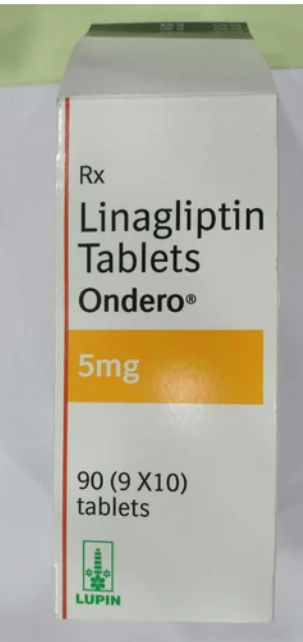 Rx
Linagliptin
Tablets
Ondero®
5mg
90 (9 X10)
tablets
LUPIN